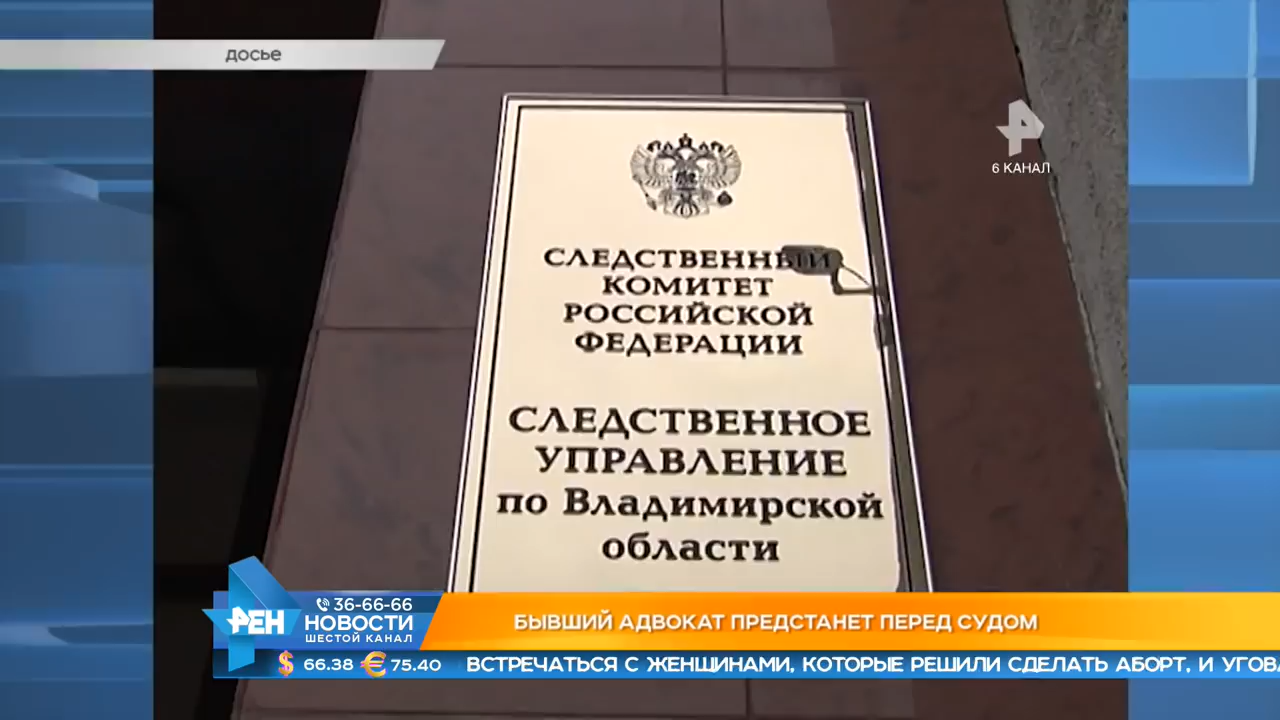 досье
6 КАНАЛ
СЛЕДСТВЕННЫЙ
КОМИТЕТ
РОССИЙСКОЙ
ФЕДЕРАЦИИ
СЛЕДСТВЕННОЕ
УПРАВЛЕНИЕ
по Владимирской
области
РЕН
36-66-66
НОВОСТИ
ШЕСТОЙ КАНАЛ
БЫВШИЙ АДВОКАТ ПРЕДСТАНЕТ ПЕРЕД СУДОМ
$ 66.38 € 75.40 ВСТРЕЧАТЬСЯ С ЖЕНЩИНАМИ, КОТОРЫЕ РЕШИЛИ СДЕЛАТЬ АБОРТ, И УГОВА